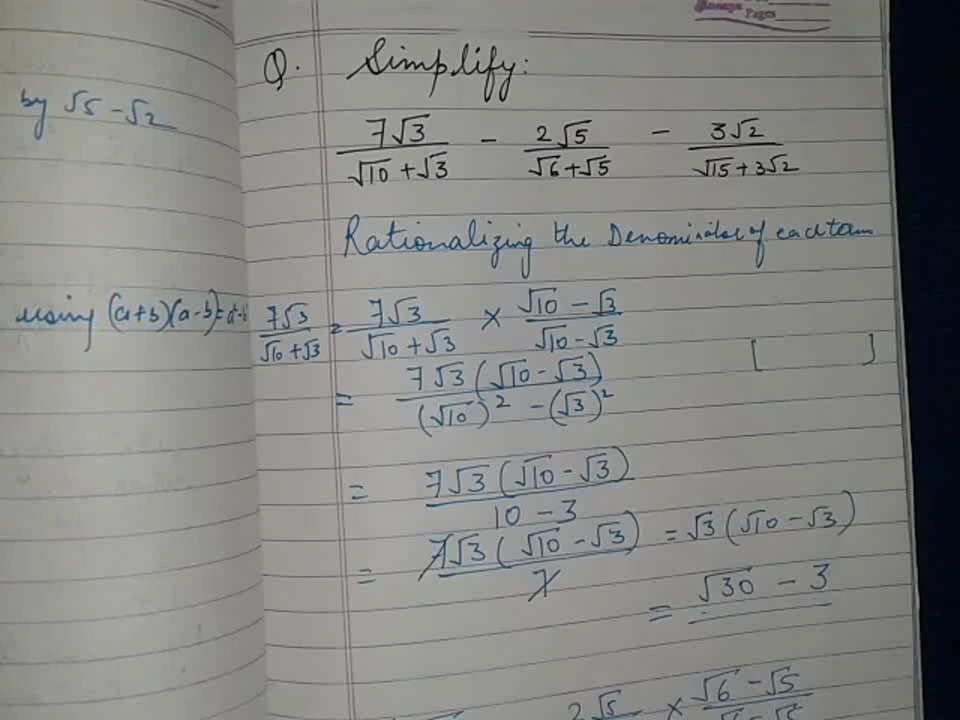 Pages
by √5 - √2
Q. Simplify:
7√3/(√10 + √3) - 2√5/(√6 + √5) - 3√2/(√15 + 3√2)
Rationalizing the Denominator of each term
using (a+b)(a-b)=a²-b²
7√3/(√10 + √3) = 7√3/(√10 + √3) × (√10 - √3)/(√10 - √3) [ ]
= 7√3(√10 - √3)/((√10)² - (√3)²)
= 7√3(√10 - √3)/(10 - 3)
= 7√3(√10 - √3)/7 = √3(√10 - √3)
= √30 - 3
2√5 × √6 - √5